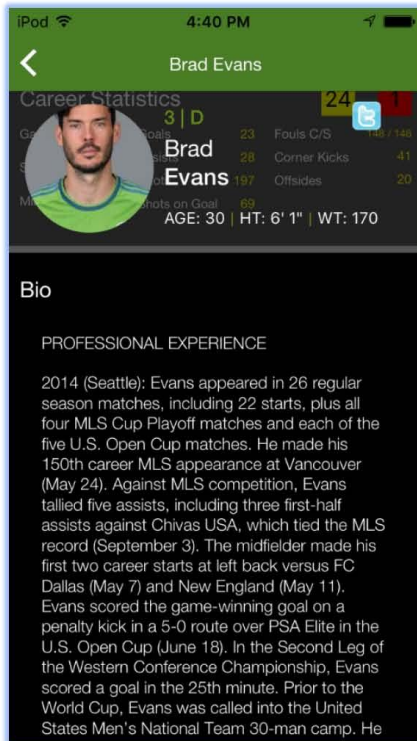 iPod 4:40 PM
Brad Evans
Career Statistics 24 1
3 | D
Goals 23 Fouls C/S 148 / 148
Brad
28 Corner Kicks 41
Evans 197 Offsides 20
Shots on Goal 69
AGE: 30 | HT: 6' 1" | WT: 170
Bio
PROFESSIONAL EXPERIENCE
2014 (Seattle): Evans appeared in 26 regular
season matches, including 22 starts, plus all
four MLS Cup Playoff matches and each of the
five U.S. Open Cup matches. He made his
150th career MLS appearance at Vancouver
(May 24). Against MLS competition, Evans
tallied five assists, including three first-half
assists against Chivas USA, which tied the MLS
record (September 3). The midfielder made his
first two career starts at left back versus FC
Dallas (May 7) and New England (May 11).
Evans scored the game-winning goal on a
penalty kick in a 5-0 route over PSA Elite in the
U.S. Open Cup (June 18). In the Second Leg of
the Western Conference Championship, Evans
scored a goal in the 25th minute. Prior to the
World Cup, Evans was called into the United
States Men's National Team 30-man camp. He